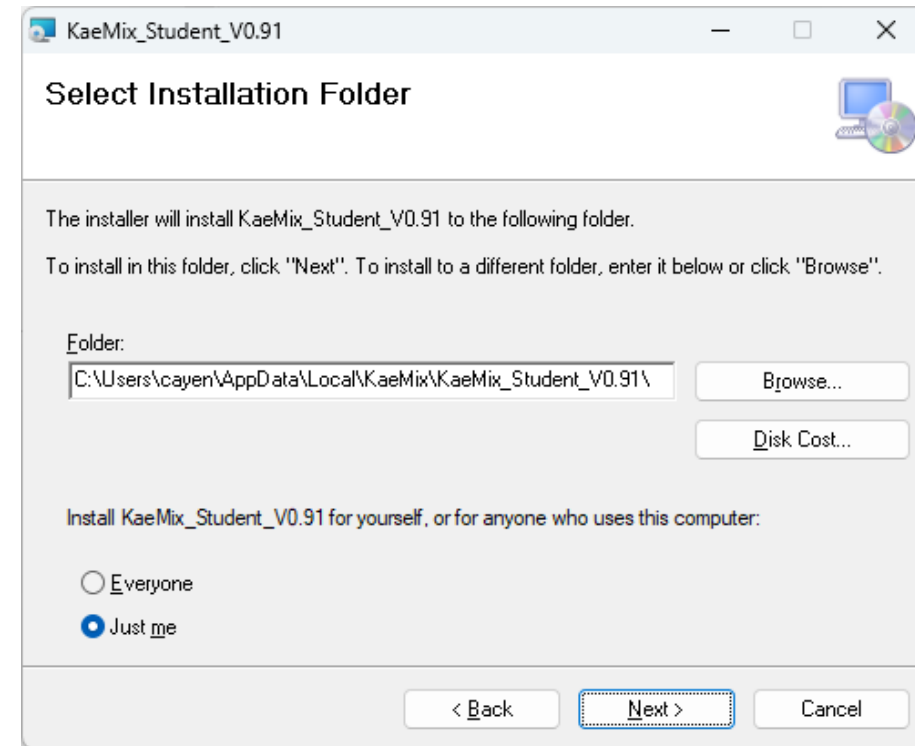 KaeMix_Student_V0.91
Select Installation Folder
The installer will install KaeMix_Student_V0.91 to the following folder.
To install in this folder, click "Next". To install to a different folder, enter it below or click "Browse".
Folder:
C:\Users\cayen\AppData\Local\KaeMix\KaeMix_Student_V0.91\
Browse...
Disk Cost...
Install KaeMix_Student_V0.91 for yourself, or for anyone who uses this computer:
Everyone
Just me
< Back
Next >
Cancel